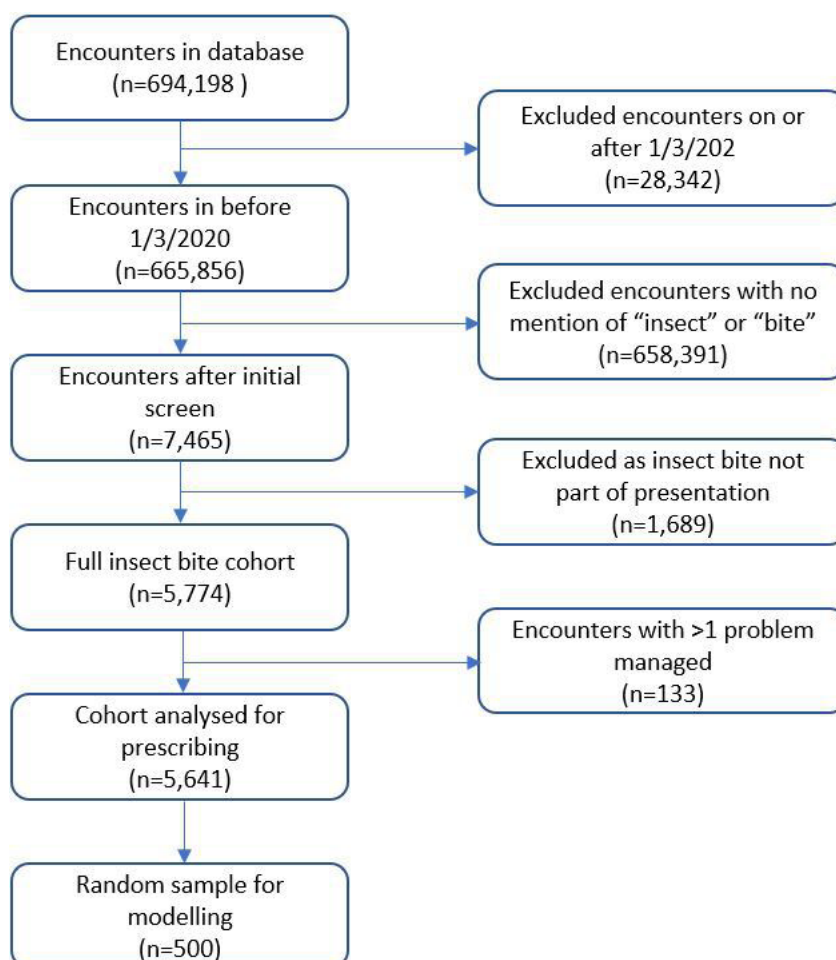 Encounters in database
(n=694,198 )
Excluded encounters on or
after 1/3/202
(n=28,342)
Encounters in before
1/3/2020
(n=665,856)
Excluded encounters with no
mention of “insect” or “bite”
(n=658,391)
Encounters after initial
screen
(n=7,465)
Excluded as insect bite not
part of presentation
(n=1,689)
Full insect bite cohort
(n=5,774)
Encounters with >1 problem
managed
(n=133)
Cohort analysed for
prescribing
(n=5,641)
Random sample for
modelling
(n=500)